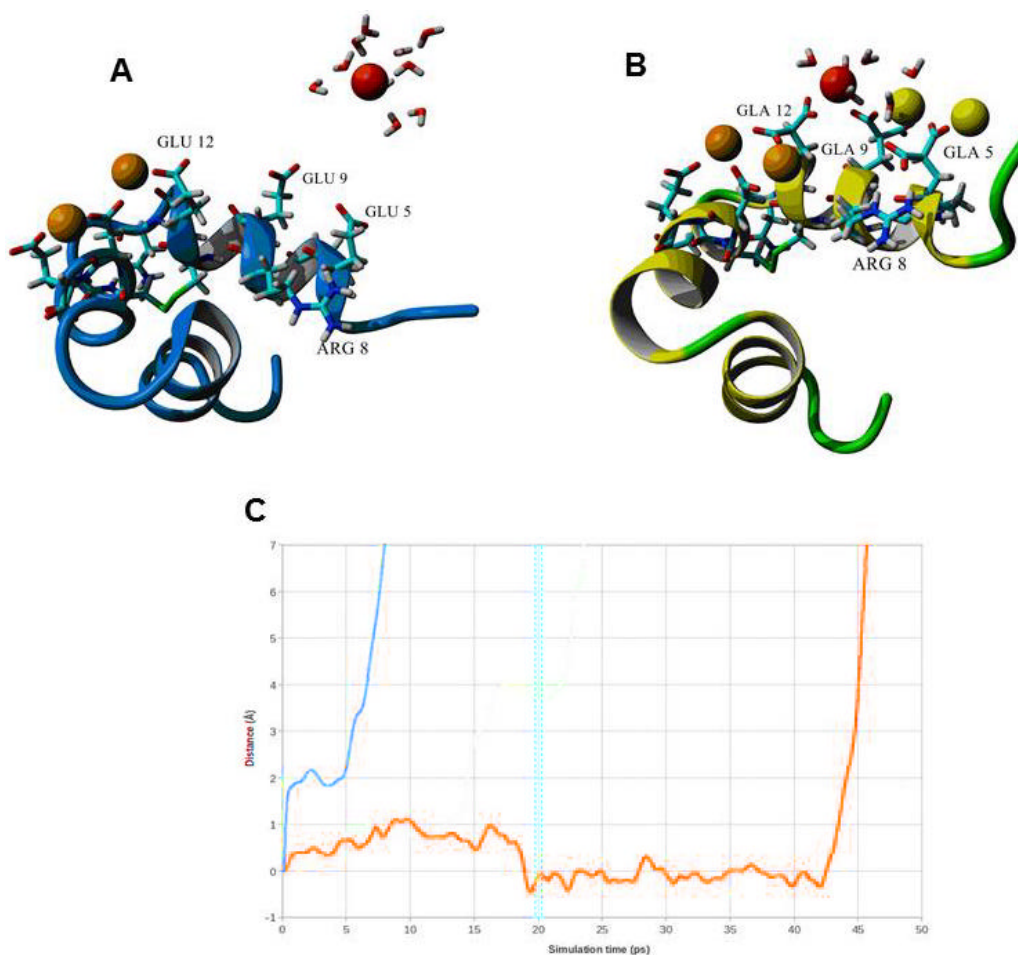 A
B
GLU 12
GLU 9
GLU 5
ARG 8
GLA 12
GLA 9
GLA 5
ARG 8
C
7
6
5
4
3
2
1
0
-1
Distance (Å)
0 5 10 15 20 25 30 35 40 45 50
Simulation time (ps)